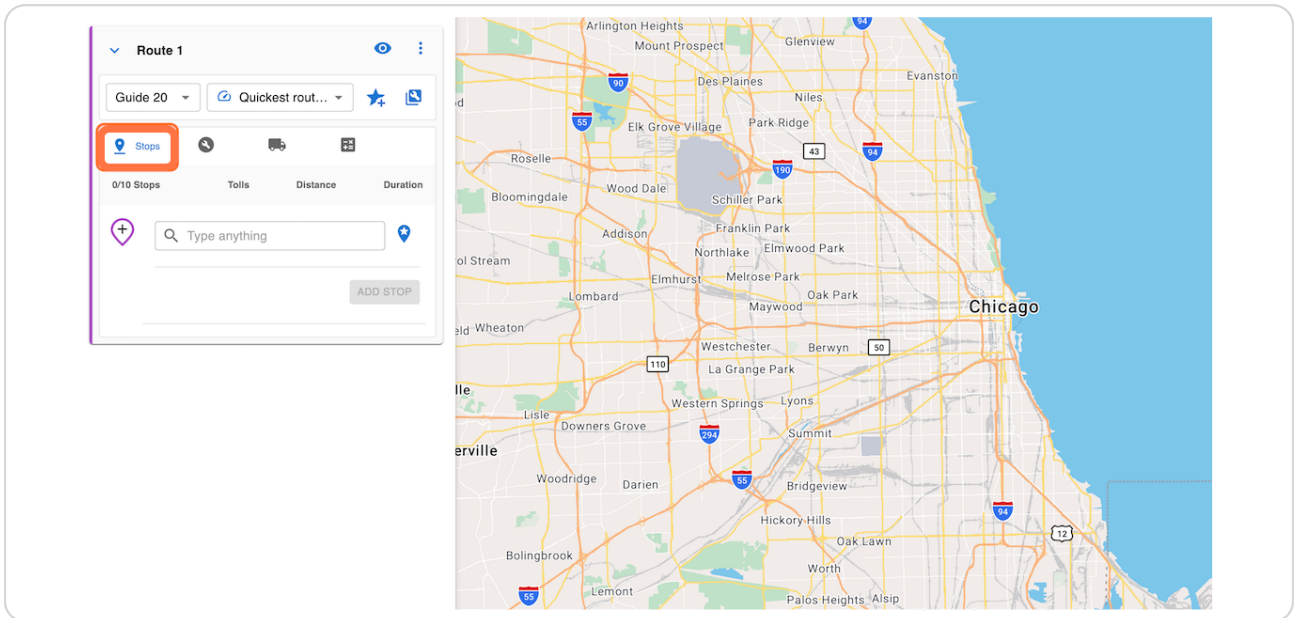 Route 1
Guide 20
Quickest rout...
Stops
0/10 Stops Tolls Distance Duration
Type anything
ADD STOP
Arlington Heights
94
Mount Prospect
Glenview
90
Des Plaines
Evanston
Niles
55
Elk Grove Village
Park Ridge
43
94
Roselle
190
Wood Dale
Bloomingdale
Schiller Park
Addison
Franklin Park
Northlake
Elmwood Park
ol Stream
Elmhurst
Melrose Park
Lombard
Oak Park
Maywood
Chicago
eld
Wheaton
Westchester
Berwyn
50
110
La Grange Park
lle
Western Springs
Lyons
Lisle
Downers Grove
294
Summit
erville
Woodridge
Darien
55
Bridgeview
94
Hickory Hills
12
Bolingbrook
Oak Lawn
Worth
55
Lemont
Palos Heights
Alsip